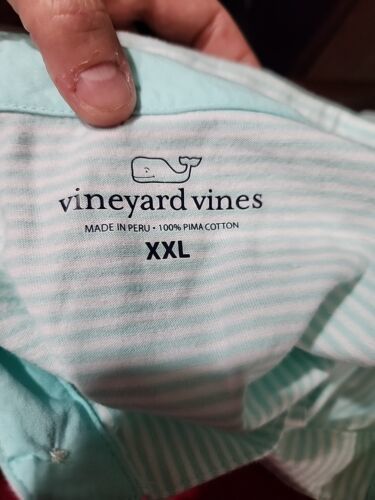 vineyard vines
MADE IN PERU • 100% PIMA COTTON
XXL